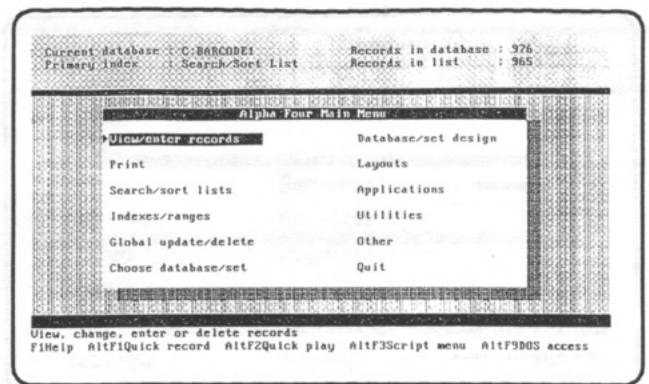 Current database : C:BARCODE1 Records in database : 976
Primary index : Search/Sort List Records in list : 965
Alpha Four Main Menu
View/enter records Database/set design
Print Layouts
Search/sort lists Applications
Indexes/ranges Utilities
Global update/delete Other
Choose database/set Quit
View, change, enter or delete records
F1Help AltF1Quick record AltF2Quick play AltF3Script menu AltF9DOS access